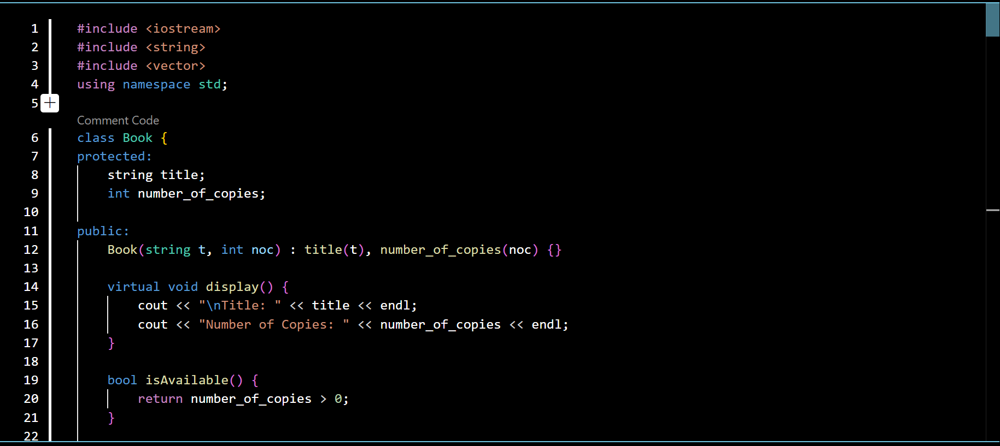 1 #include <iostream>
2 #include <string>
3 #include <vector>
4 using namespace std;
5
Comment Code
6 class Book {
7 protected:
8     string title;
9     int number_of_copies;
10
11 public:
12     Book(string t, int noc) : title(t), number_of_copies(noc) {}
13
14     virtual void display() {
15         cout << "\nTitle: " << title << endl;
16         cout << "Number of Copies: " << number_of_copies << endl;
17     }
18
19     bool isAvailable() {
20         return number_of_copies > 0;
21     }
22